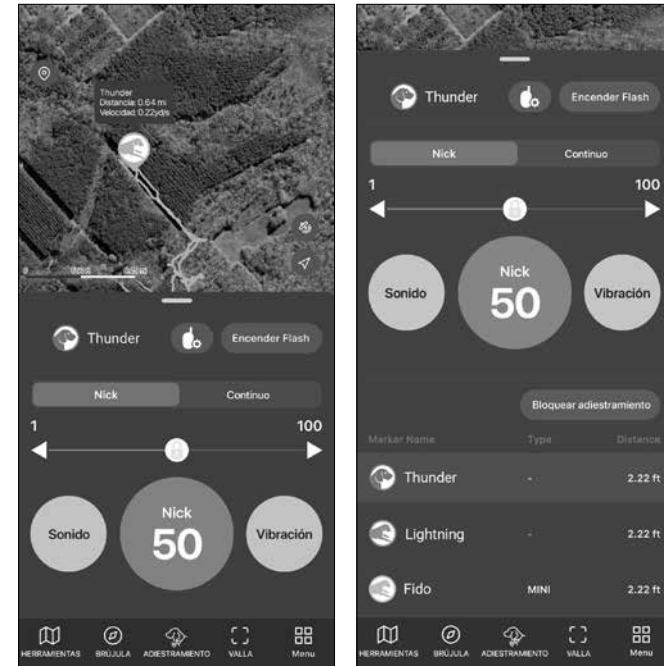 Thunder
Distancia: 0.64 mi
Velocidad: 0.22yd/s
Thunder
Encender Flash
Nick
Continuo
1
100
Sonido
Nick
50
Vibración
HERRAMIENTAS
BRÚJULA
ADIESTRAMIENTO
VALLA
Menu
Thunder
Encender Flash
Nick
Continuo
1
100
Sonido
Nick
50
Vibración
Bloquear adiestramiento
Marker Name
Type
Distance
Thunder
-
2.22 ft
Lightning
-
2.22 ft
Fido
MINI
2.22 ft
HERRAMIENTAS
BRÚJULA
ADIESTRAMIENTO
VALLA
Menu